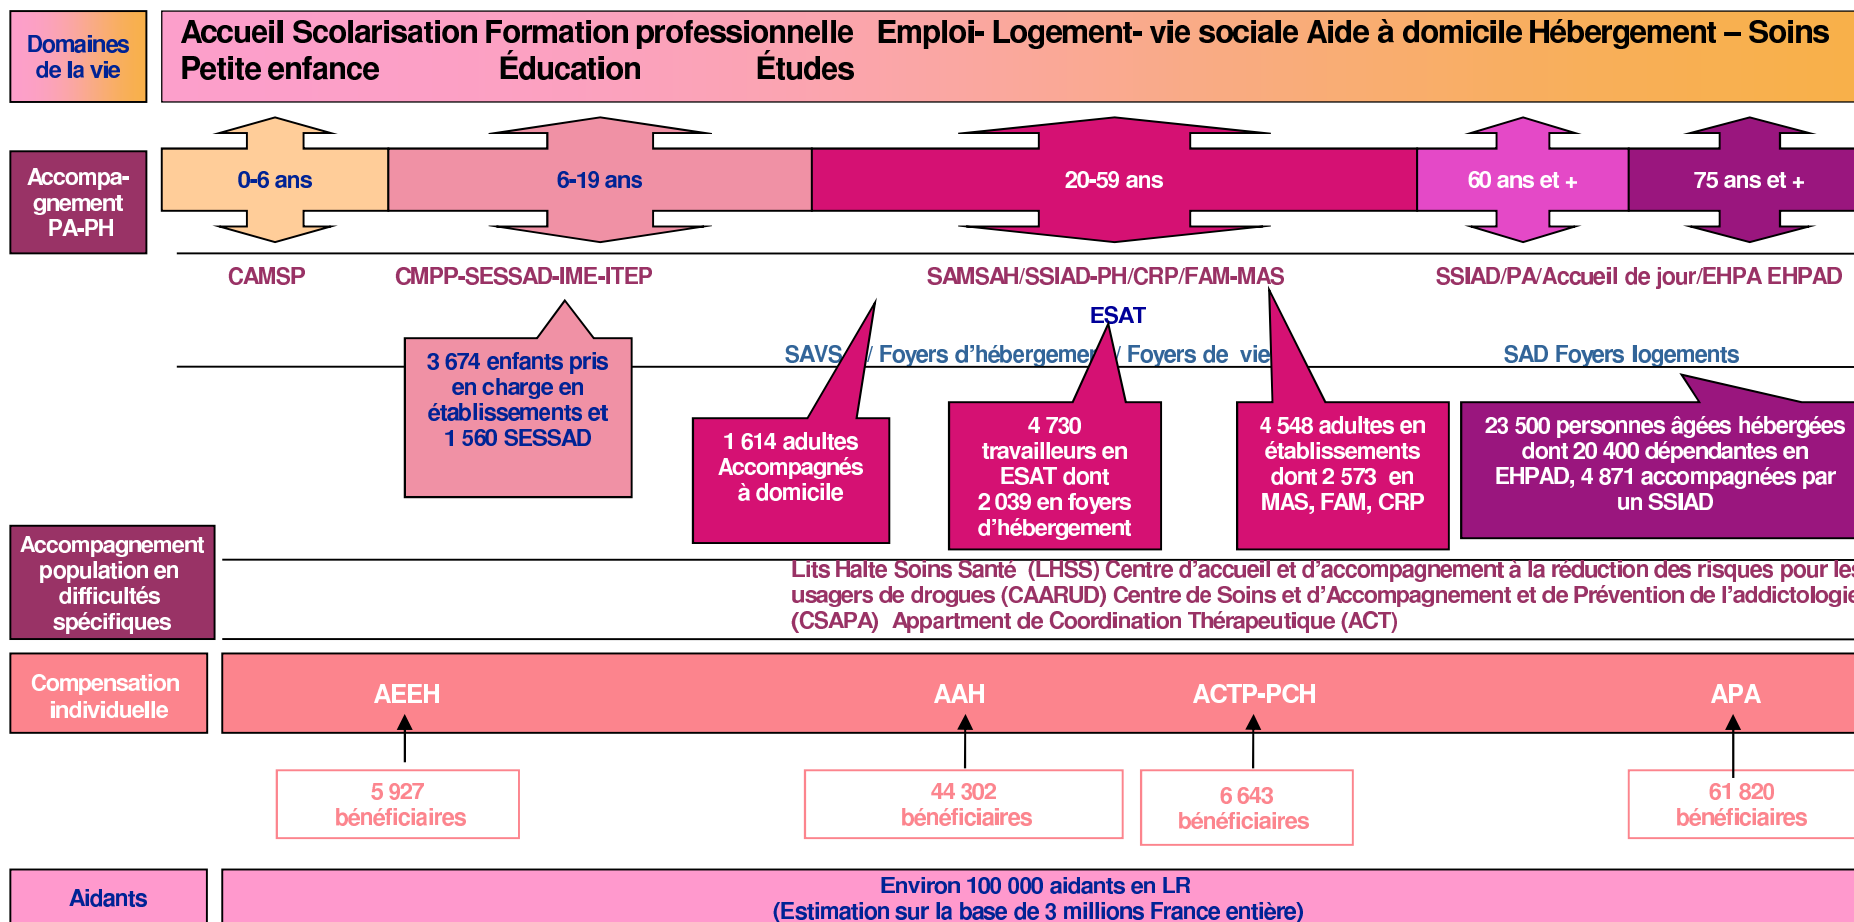 Domaines
de la vie
Accueil Scolarisation Formation professionnelle Emploi- Logement- vie sociale Aide à domicile Hébergement – Soins
Petite enfance Éducation Études
Accompa-
gnement
PA-PH
0-6 ans
6-19 ans
20-59 ans
60 ans et +
75 ans et +
CAMSP
CMPP-SESSAD-IME-ITEP
SAMSAH/SSIAD-PH/CRP/FAM-MAS
SSIAD/PA/Accueil de jour/EHPA EHPAD
ESAT
SAVS / Foyers d'hébergemen / Foyers de vie
SAD Foyers logements
3 674 enfants pris
en charge en
établissements et
1 560 SESSAD
1 614 adultes
Accompagnés
à domicile
4 730
travailleurs en
ESAT dont
2 039 en foyers
d'hébergement
4 548 adultes en
établissements
dont 2 573 en
MAS, FAM, CRP
23 500 personnes âgées hébergées
dont 20 400 dépendantes en
EHPAD, 4 871 accompagnées par
un SSIAD
Accompagnement
population en
difficultés
spécifiques
Lits Halte Soins Santé (LHSS) Centre d'accueil et d'accompagnement à la réduction des risques pour les
usagers de drogues (CAARUD) Centre de Soins et d'Accompagnement et de Prévention de l'addictologie
(CSAPA) Appartment de Coordination Thérapeutique (ACT)
Compensation
individuelle
AEEH
AAH
ACTP-PCH
APA
5 927
bénéficiaires
44 302
bénéficiaires
6 643
bénéficiaires
61 820
bénéficiaires
Aidants
Environ 100 000 aidants en LR
(Estimation sur la base de 3 millions France entière)